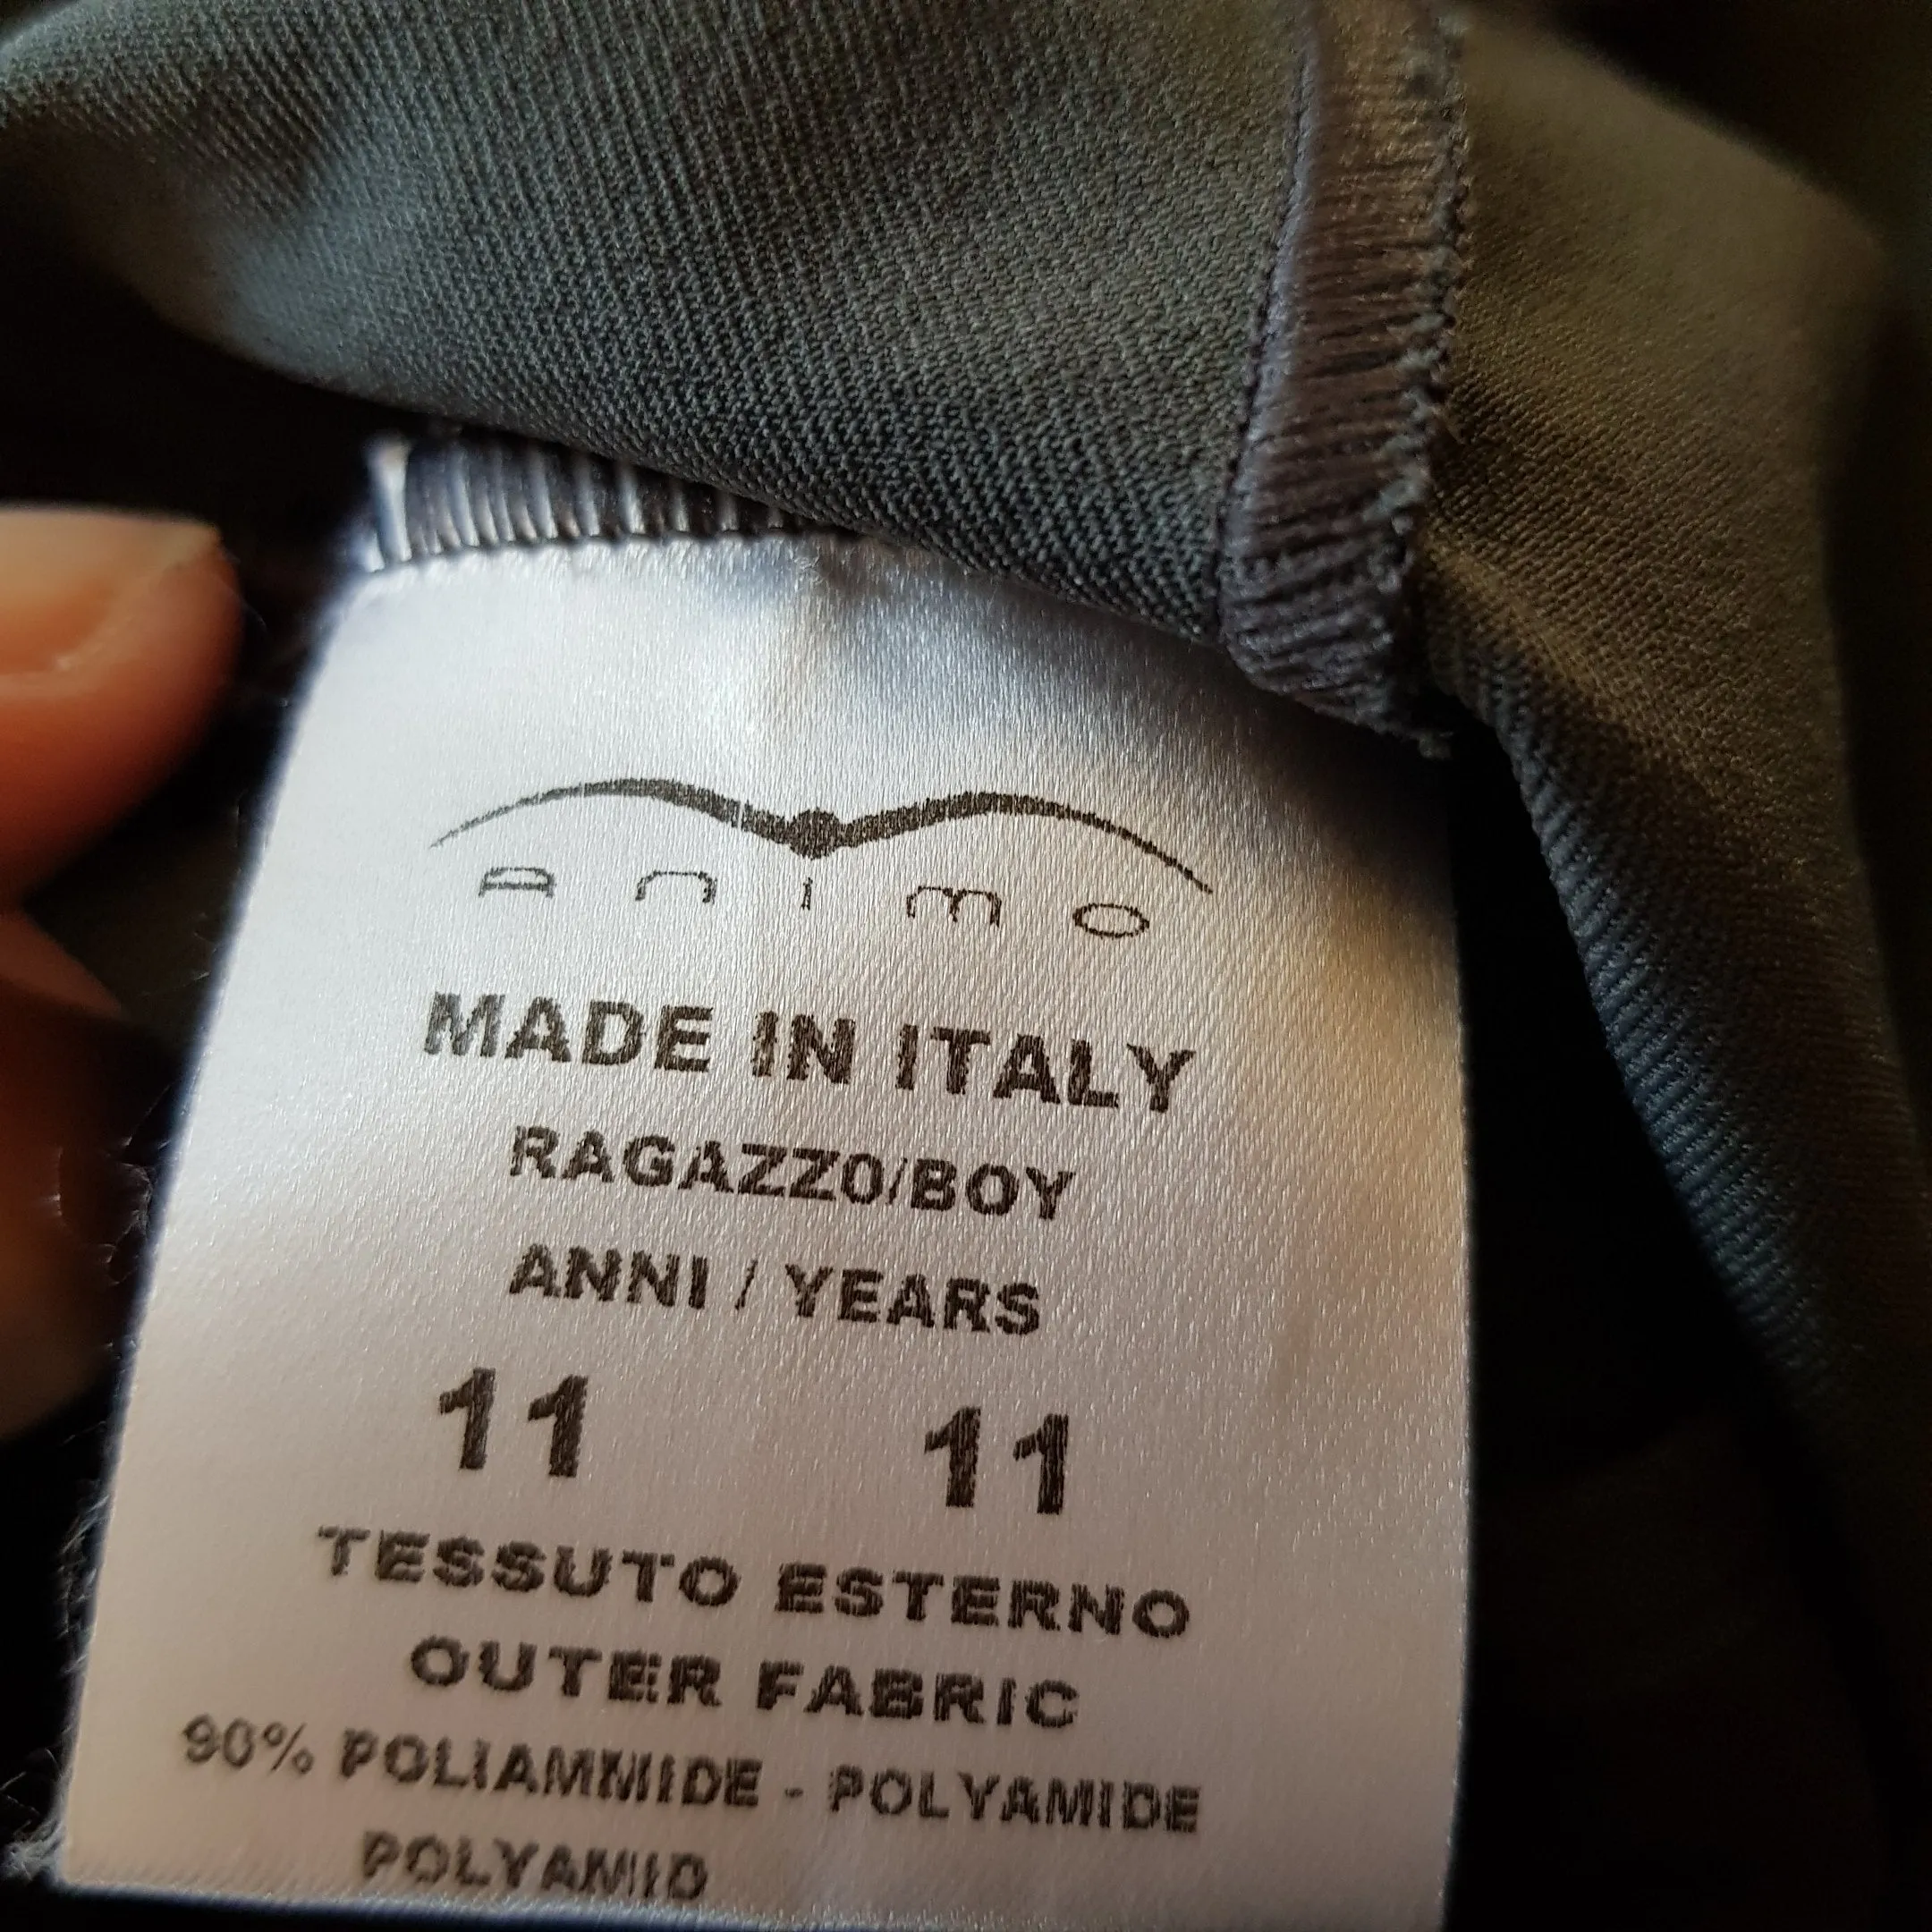 animo
MADE IN ITALY
RAGAZZO/BOY
ANNI / YEARS
11 11
TESSUTO ESTERNO
OUTER FABRIC
90% POLIAMMIDE - POLYAMIDE
POLYAMID